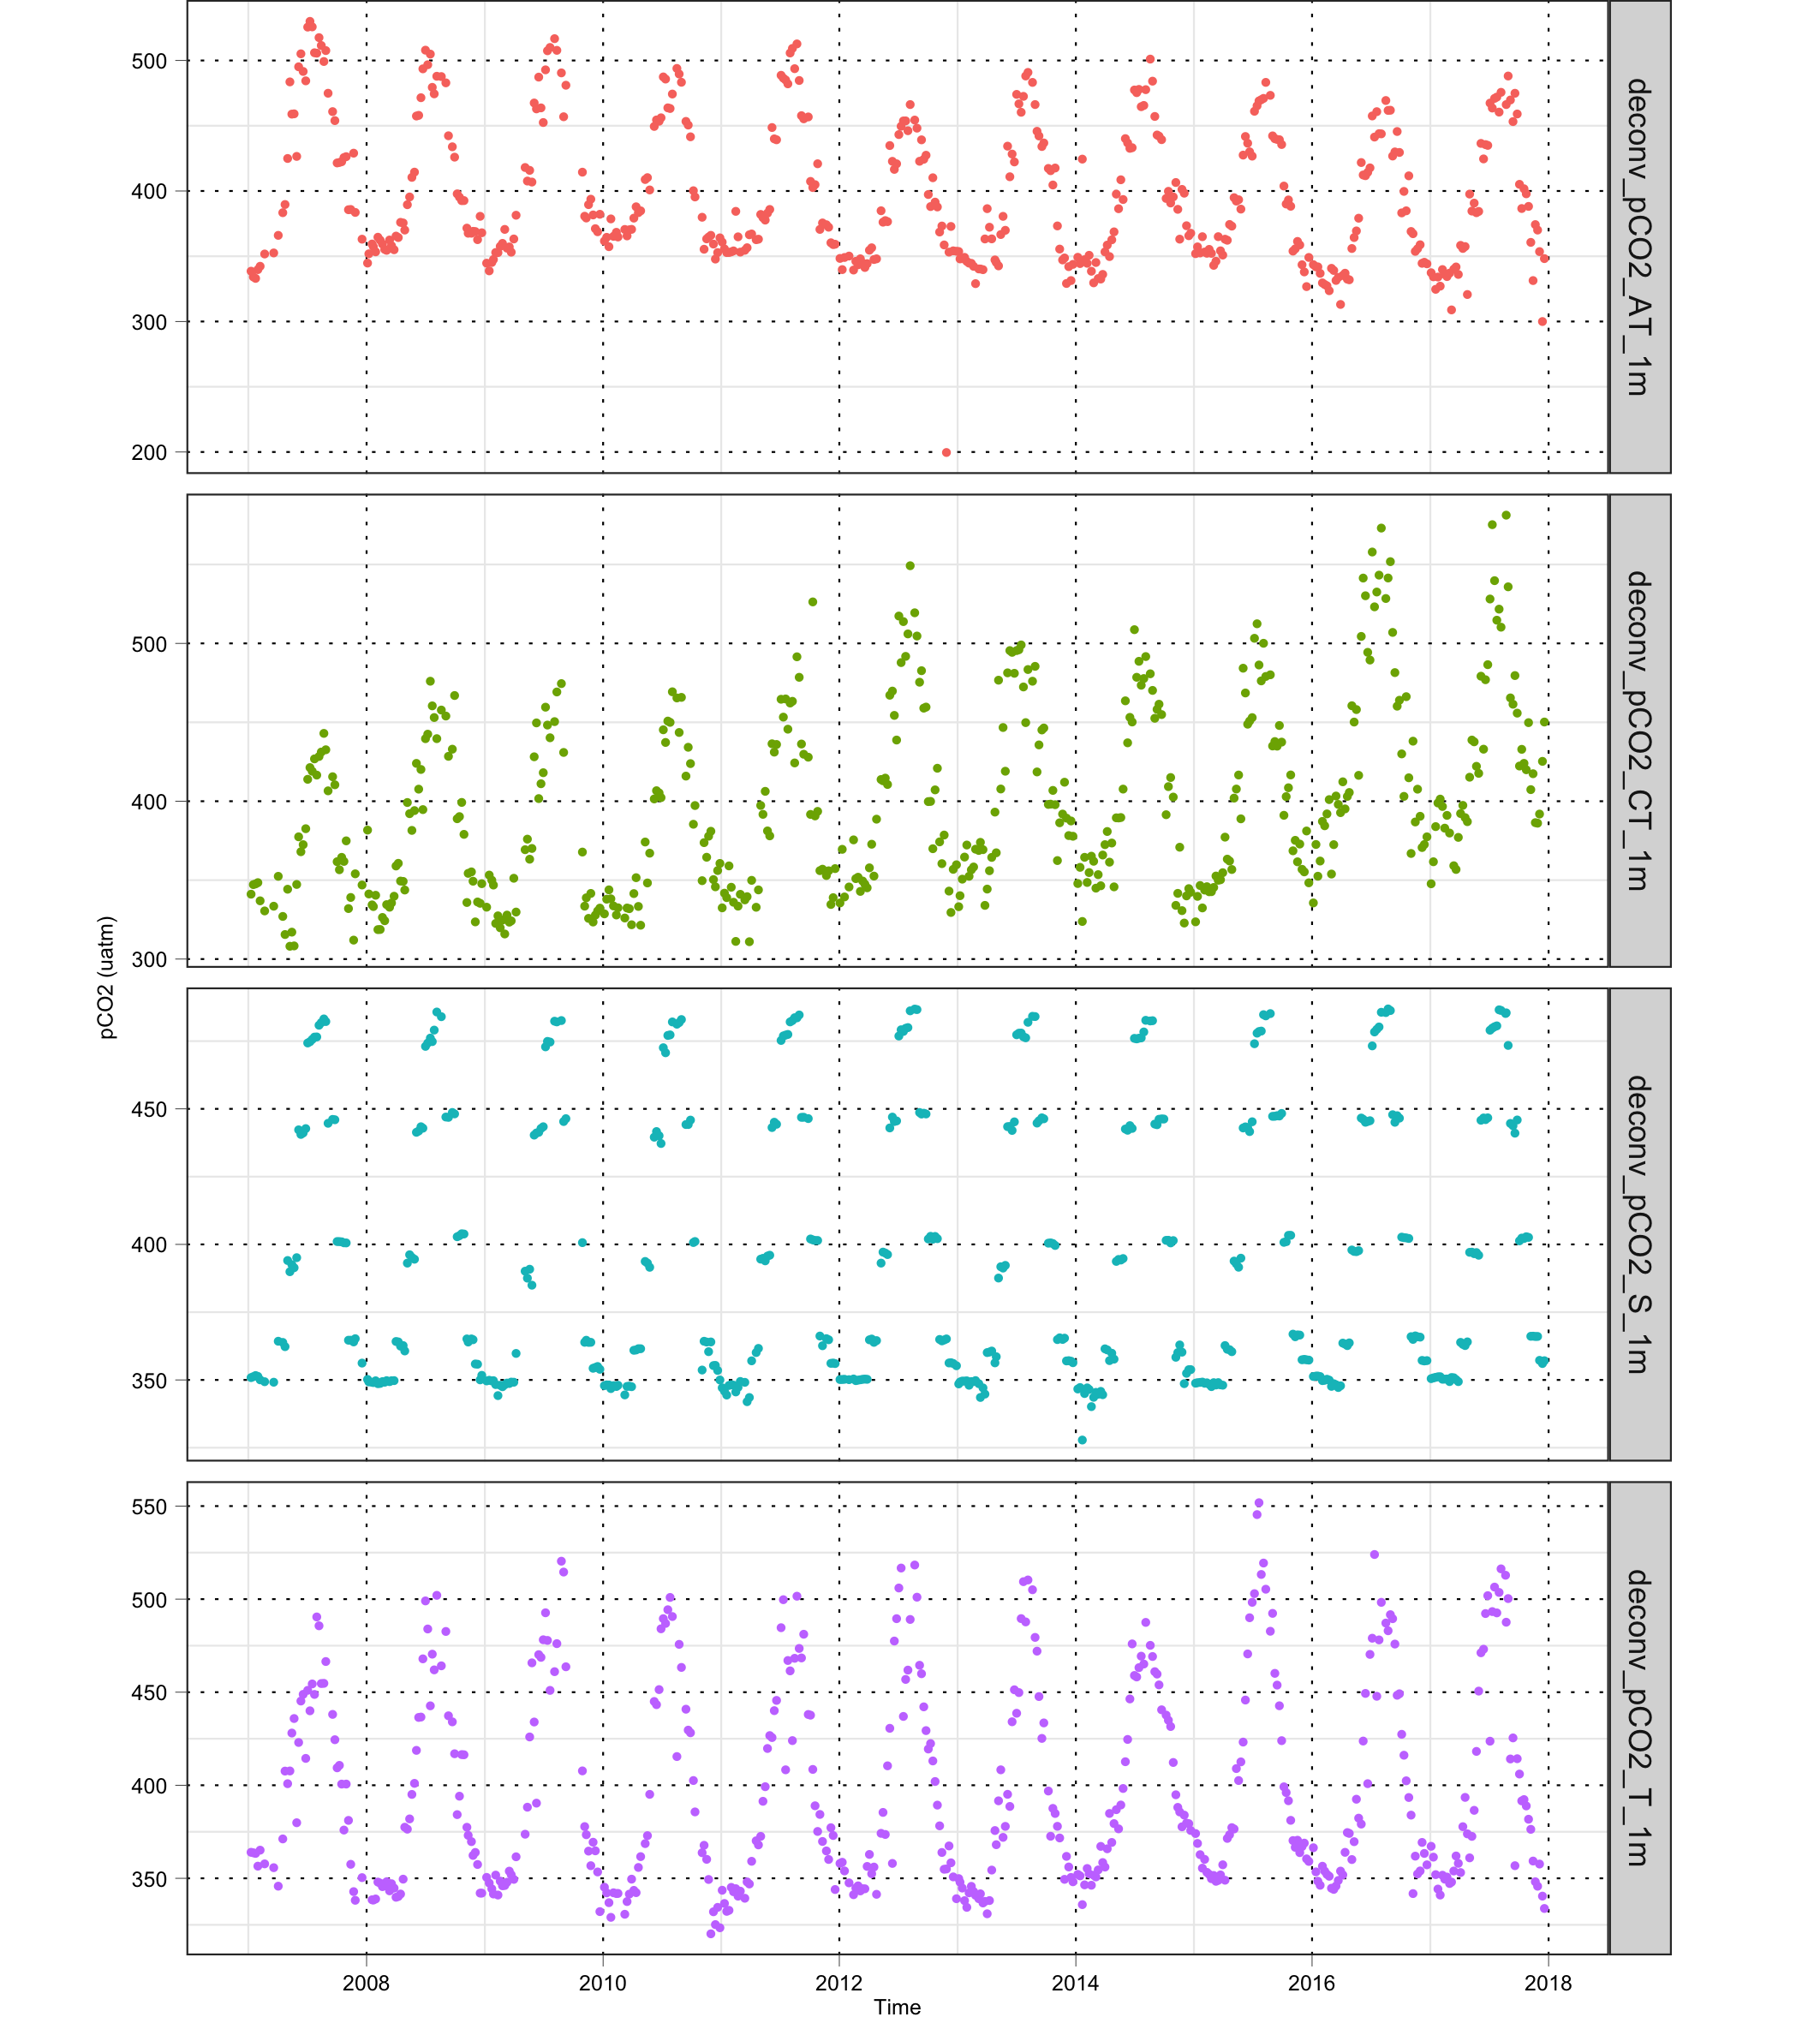 500
400
300
200
deconv_pCO2_AT_1m
500
400
300
deconv_pCO2_CT_1m
pCO2 (uatm)
450
400
350
deconv_pCO2_S_1m
550
500
450
400
350
deconv_pCO2_T_1m
2008 2010 2012 2014 2016 2018
Time